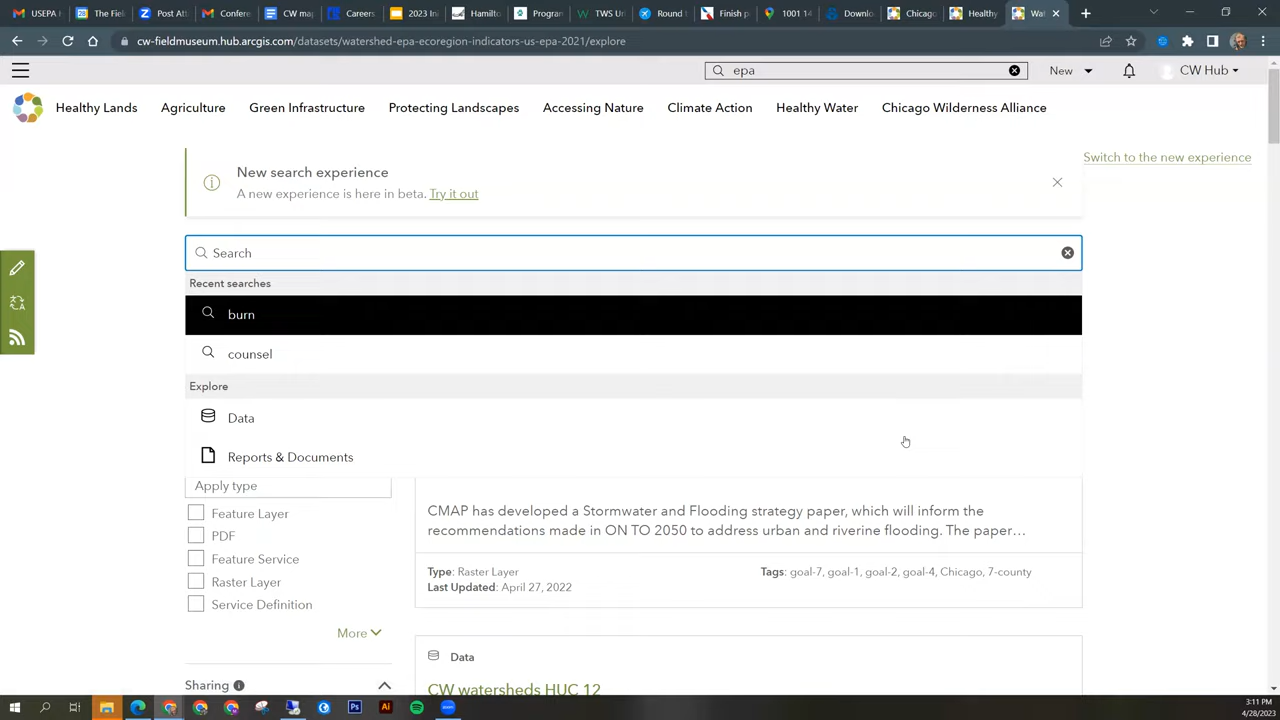 USEPA
The Fiel
Post Att
Confere
CW map
Careers
2023 Ini
Hamilto
Program
TWS Un
Round t
Finish p
1001 14
Downlo
Chicago
Healthy
Wat
cw-fieldmuseum.hub.arcgis.com/datasets/watershed-epa-ecoregion-indicators-us-epa-2021/explore
epa
New
CW Hub
Healthy Lands
Agriculture
Green Infrastructure
Protecting Landscapes
Accessing Nature
Climate Action
Healthy Water
Chicago Wilderness Alliance
New search experience
A new experience is here in beta. Try it out
Switch to the new experience
Search
Recent searches
burn
counsel
Explore
Data
Reports & Documents
Apply type
Feature Layer
PDF
Feature Service
Raster Layer
Service Definition
More
Sharing
CMAP has developed a Stormwater and Flooding strategy paper, which will inform the
recommendations made in ON TO 2050 to address urban and riverine flooding. The paper…
Type: Raster Layer
Last Updated: April 27, 2022
Tags: goal-7, goal-1, goal-2, goal-4, Chicago, 7-county
Data
CW watersheds HUC 12
3:11 PM
4/28/2023